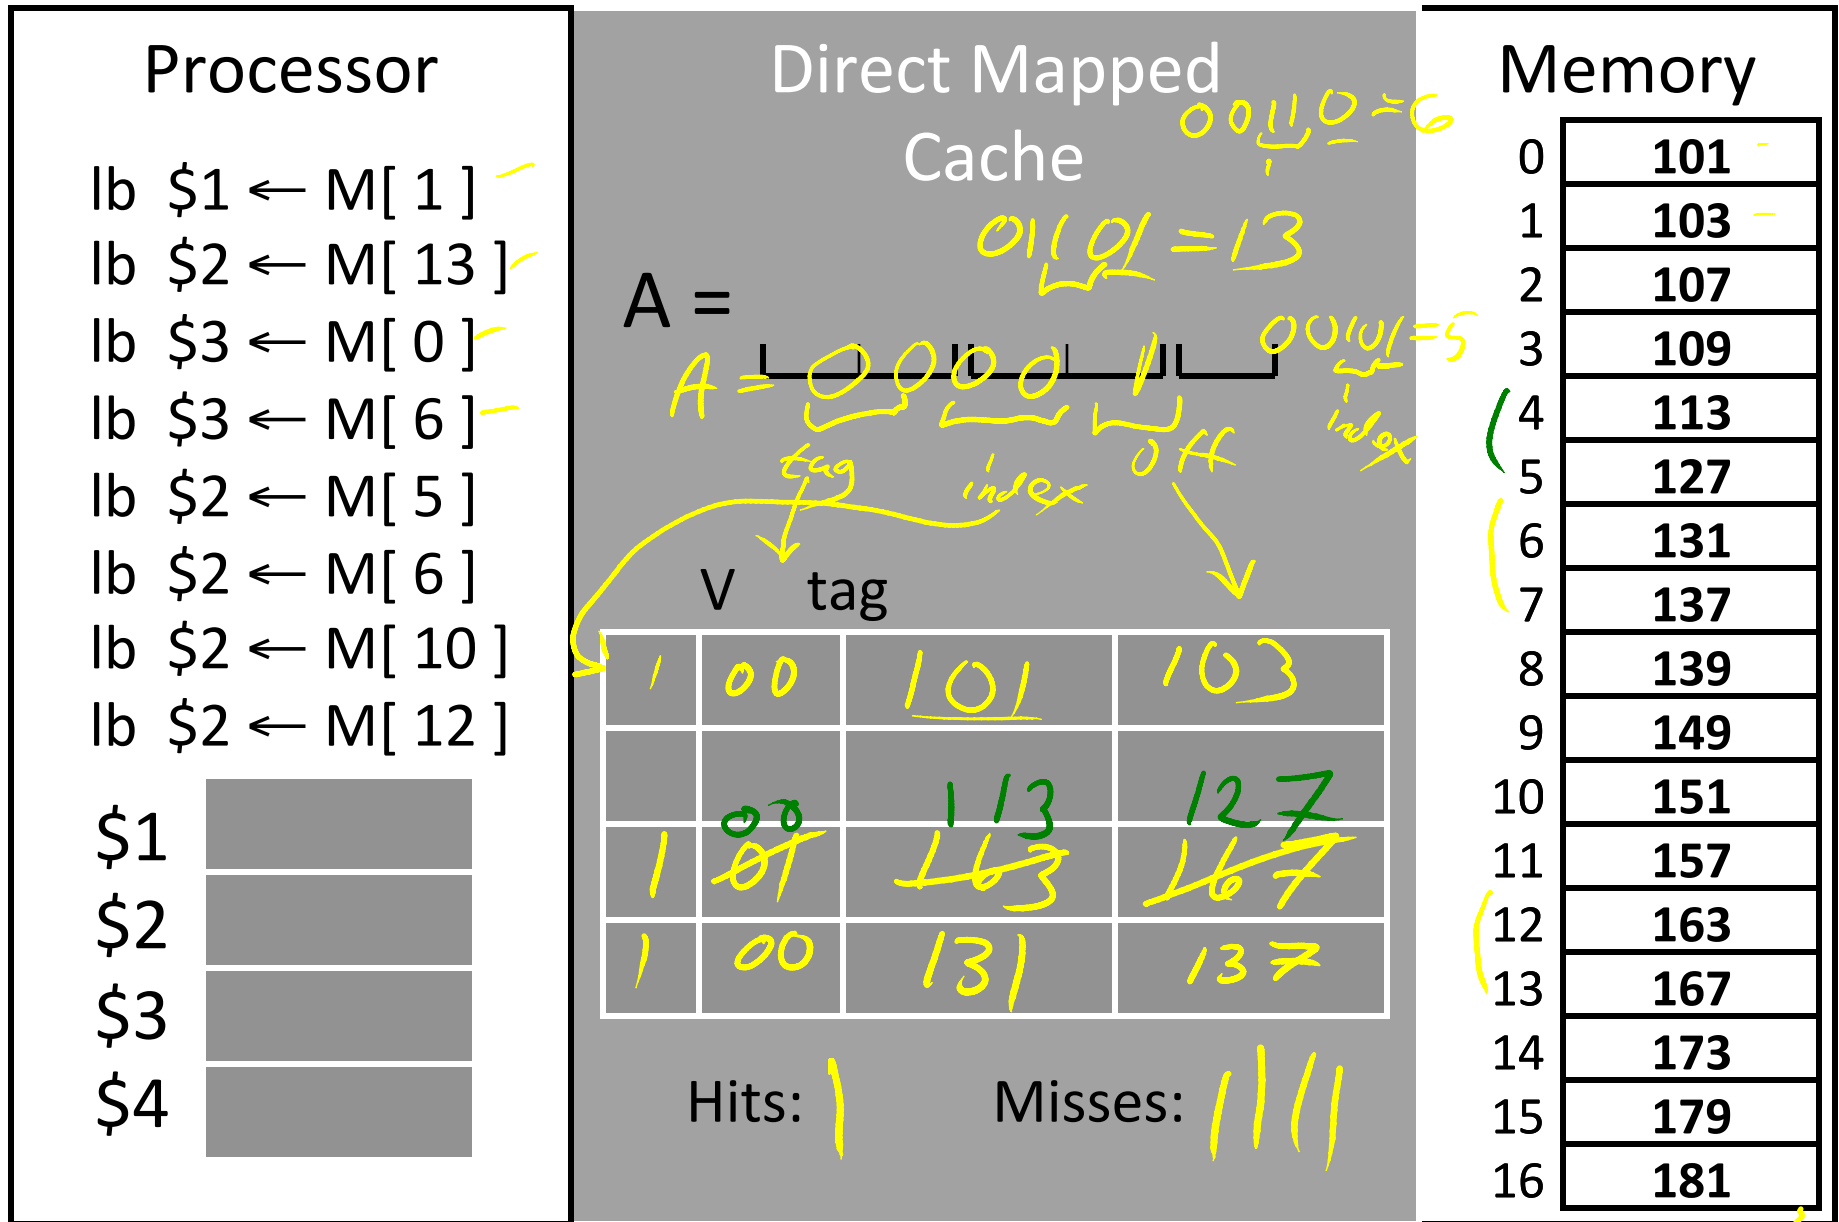 Processor
lb $1 ← M[ 1 ]
lb $2 ← M[ 13 ]
lb $3 ← M[ 0 ]
lb $3 ← M[ 6 ]
lb $2 ← M[ 5 ]
lb $2 ← M[ 6 ]
lb $2 ← M[ 10 ]
lb $2 ← M[ 12 ]
$1
$2
$3
$4
Direct Mapped
Cache
00110 = 6
i
01101 = 13
A =
00101 = 5
index
A = 0000 1
tag index off
V tag
1 00 101 103
00 113 127
1 01 163 167
1 00 131 137
Hits: | Misses: ||||
Memory
0 101
1 103
2 107
3 109
4 113
5 127
6 131
7 137
8 139
9 149
10 151
11 157
12 163
13 167
14 173
15 179
16 181